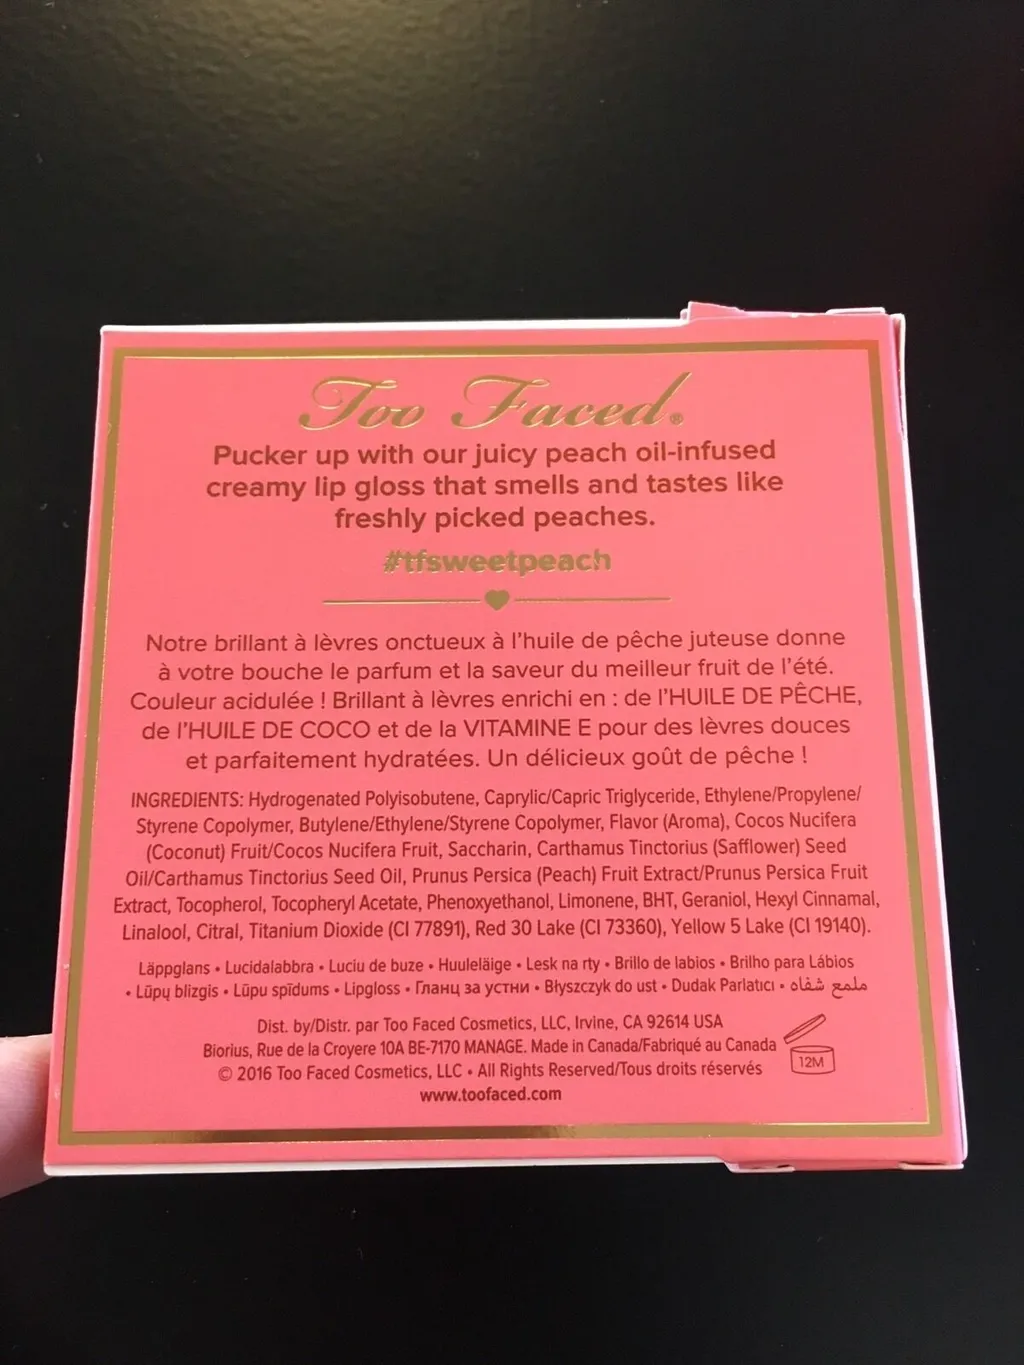 Too Faced®
Pucker up with our juicy peach oil-infused
creamy lip gloss that smells and tastes like
freshly picked peaches.
#tfsweetpeach
Notre brillant à lèvres onctueux à l'huile de pêche juteuse donne
à votre bouche le parfum et la saveur du meilleur fruit de l'été.
Couleur acidulée ! Brillant à lèvres enrichi en : de l'HUILE DE PÊCHE,
de l'HUILE DE COCO et de la VITAMINE E pour des lèvres douces
et parfaitement hydratées. Un délicieux goût de pêche !
INGREDIENTS: Hydrogenated Polyisobutene, Caprylic/Capric Triglyceride, Ethylene/Propylene/
Styrene Copolymer, Butylene/Ethylene/Styrene Copolymer, Flavor (Aroma), Cocos Nucifera
(Coconut) Fruit/Cocos Nucifera Fruit, Saccharin, Carthamus Tinctorius (Safflower) Seed
Oil/Carthamus Tinctorius Seed Oil, Prunus Persica (Peach) Fruit Extract/Prunus Persica Fruit
Extract, Tocopherol, Tocopheryl Acetate, Phenoxyethanol, Limonene, BHT, Geraniol, Hexyl Cinnamal,
Linalool, Citral, Titanium Dioxide (CI 77891), Red 30 Lake (CI 73360), Yellow 5 Lake (CI 19140).
Läppglans • Lucidalabbra • Luciu de buze • Huuleläige • Lesk na rty • Brillo de labios • Brilho para Lábios
• Lūpų blizgis • Lūpu spīdums • Lipgloss • Гланц за устни • Błyszczyk do ust • Dudak Parlatıcı • ملمع شفاه
Dist. by/Distr. par Too Faced Cosmetics, LLC, Irvine, CA 92614 USA
Biorius, Rue de la Croyere 10A BE-7170 MANAGE. Made in Canada/Fabriqué au Canada
© 2016 Too Faced Cosmetics, LLC • All Rights Reserved/Tous droits réservés
www.toofaced.com
12M